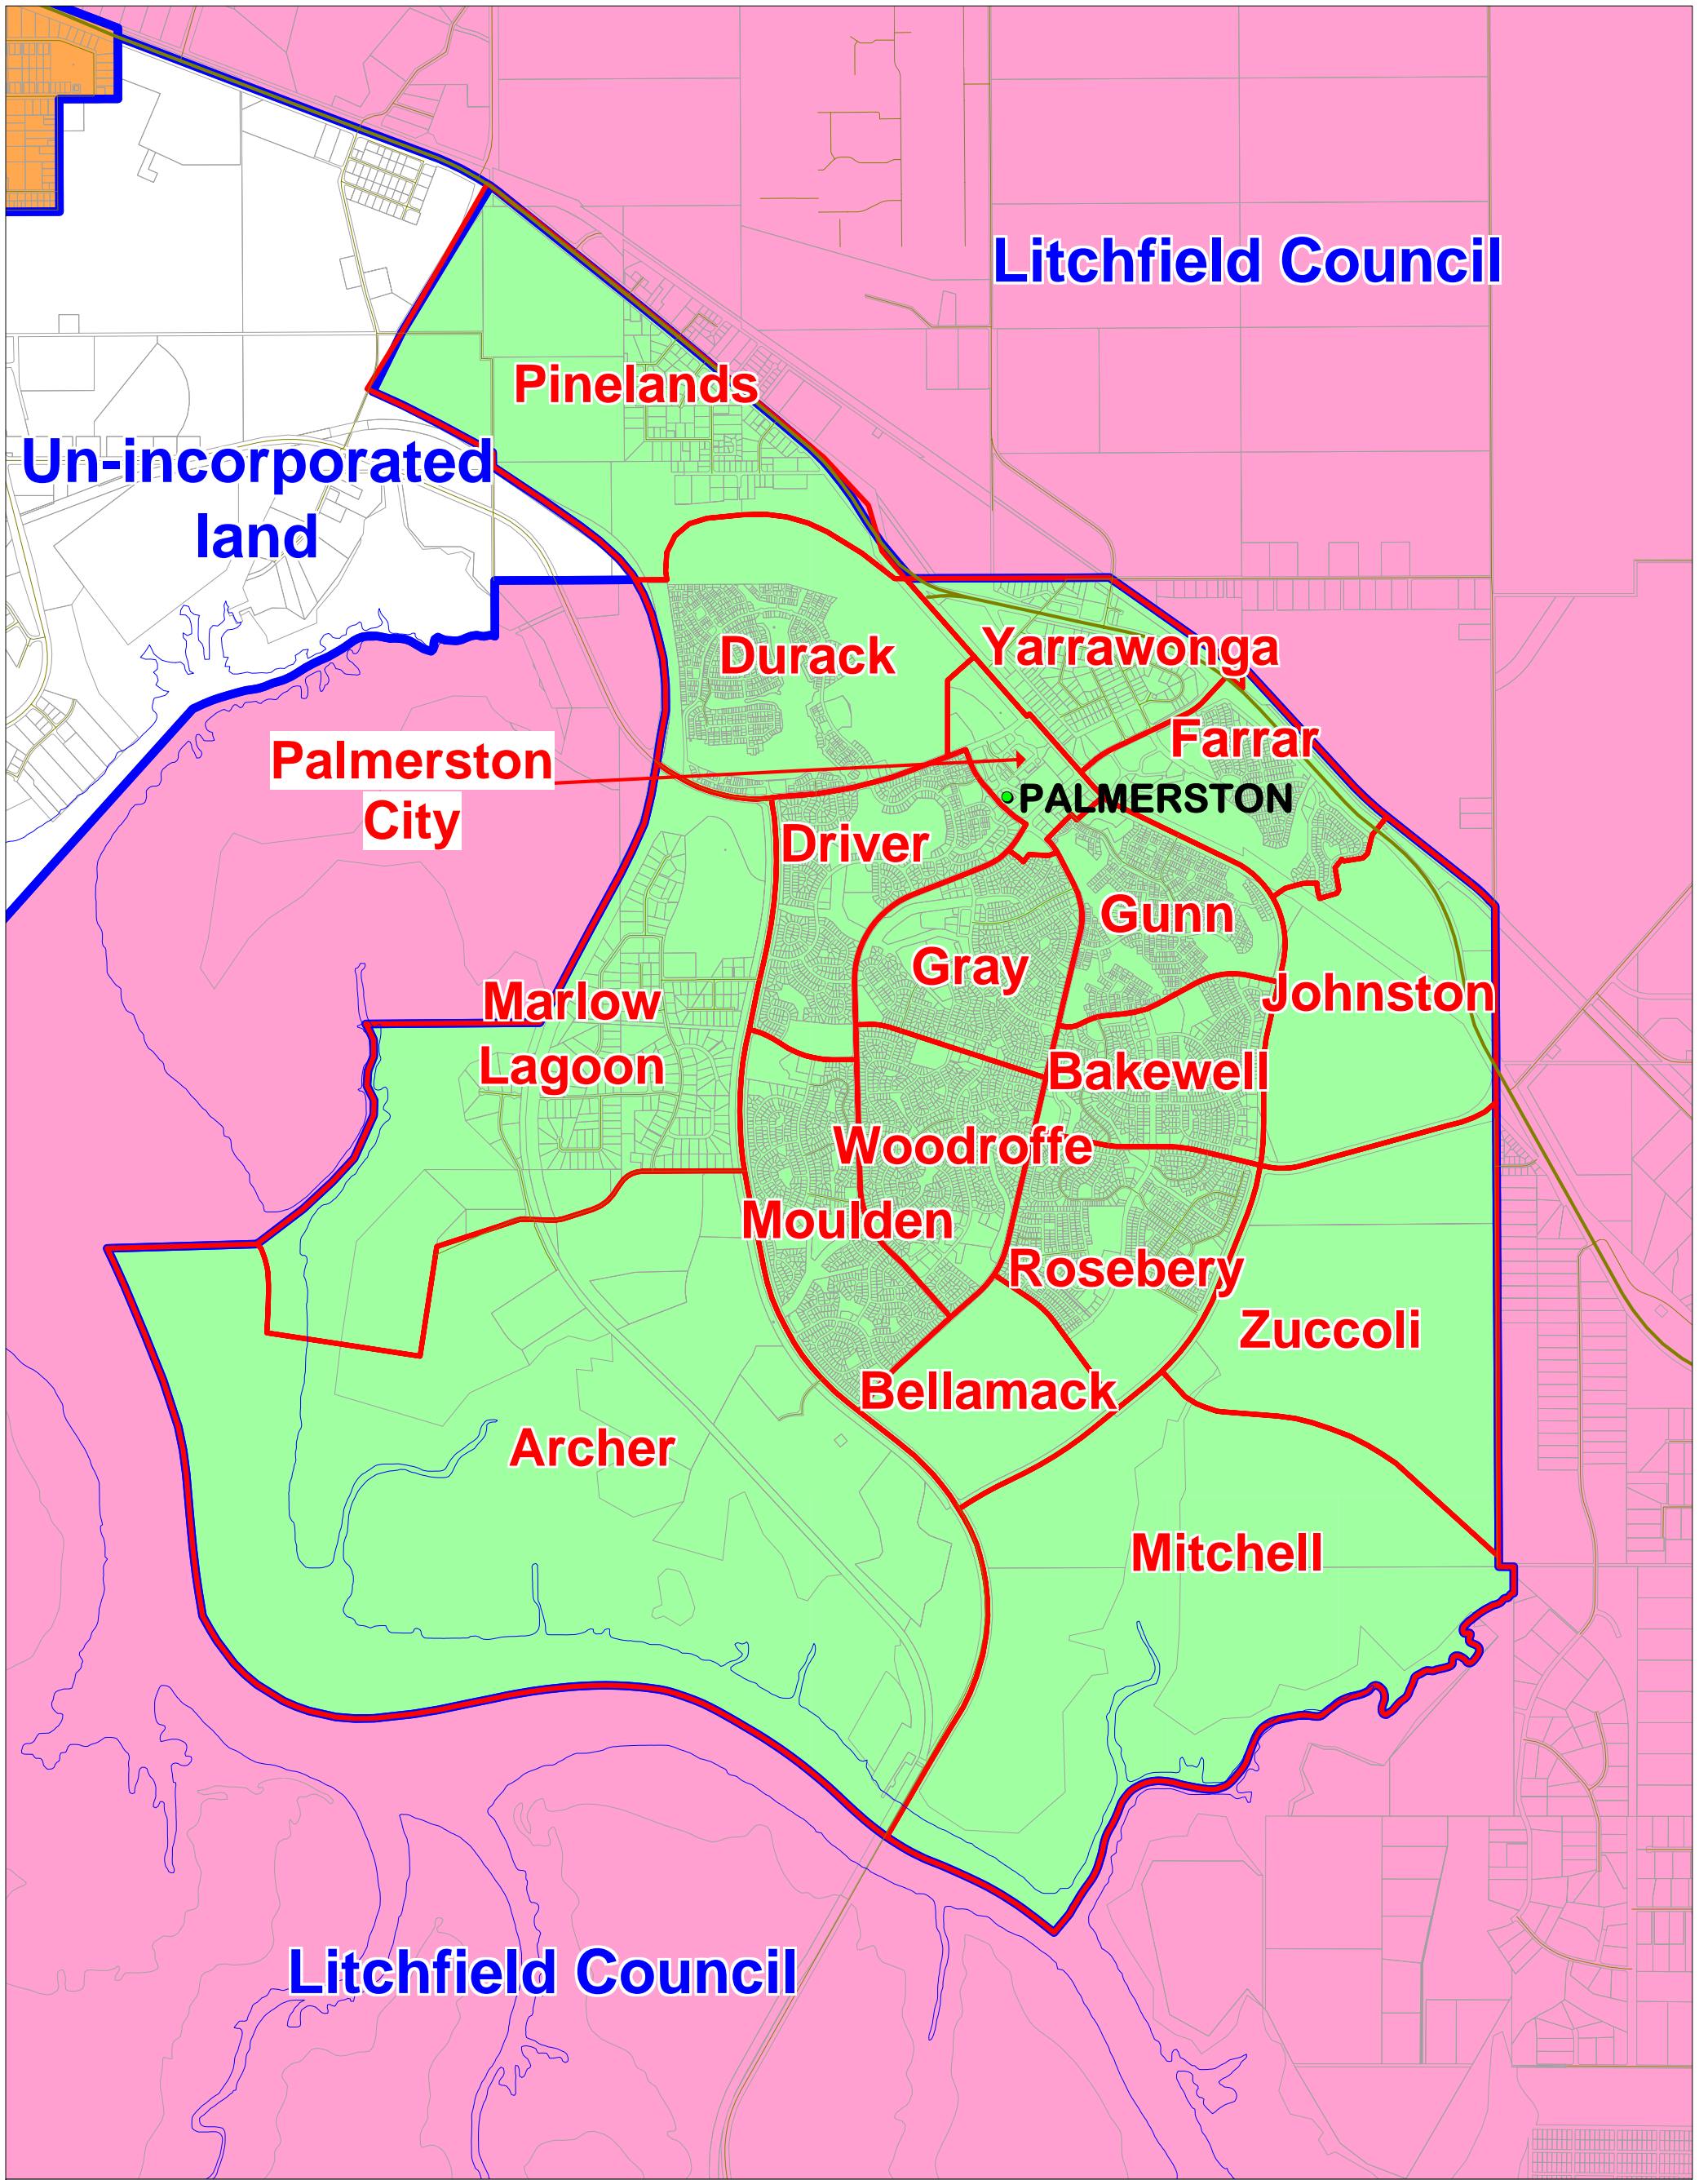 Litchfield Council
Pinelands
Un-incorporated
land
Durack
Yarrawonga
Farrar
Palmerston
City
PALMERSTON
Driver
Gunn
Gray
Johnston
Marlow
Lagoon
Bakewell
Woodroffe
Moulden
Rosebery
Zuccoli
Bellamack
Archer
Mitchell
Litchfield Council